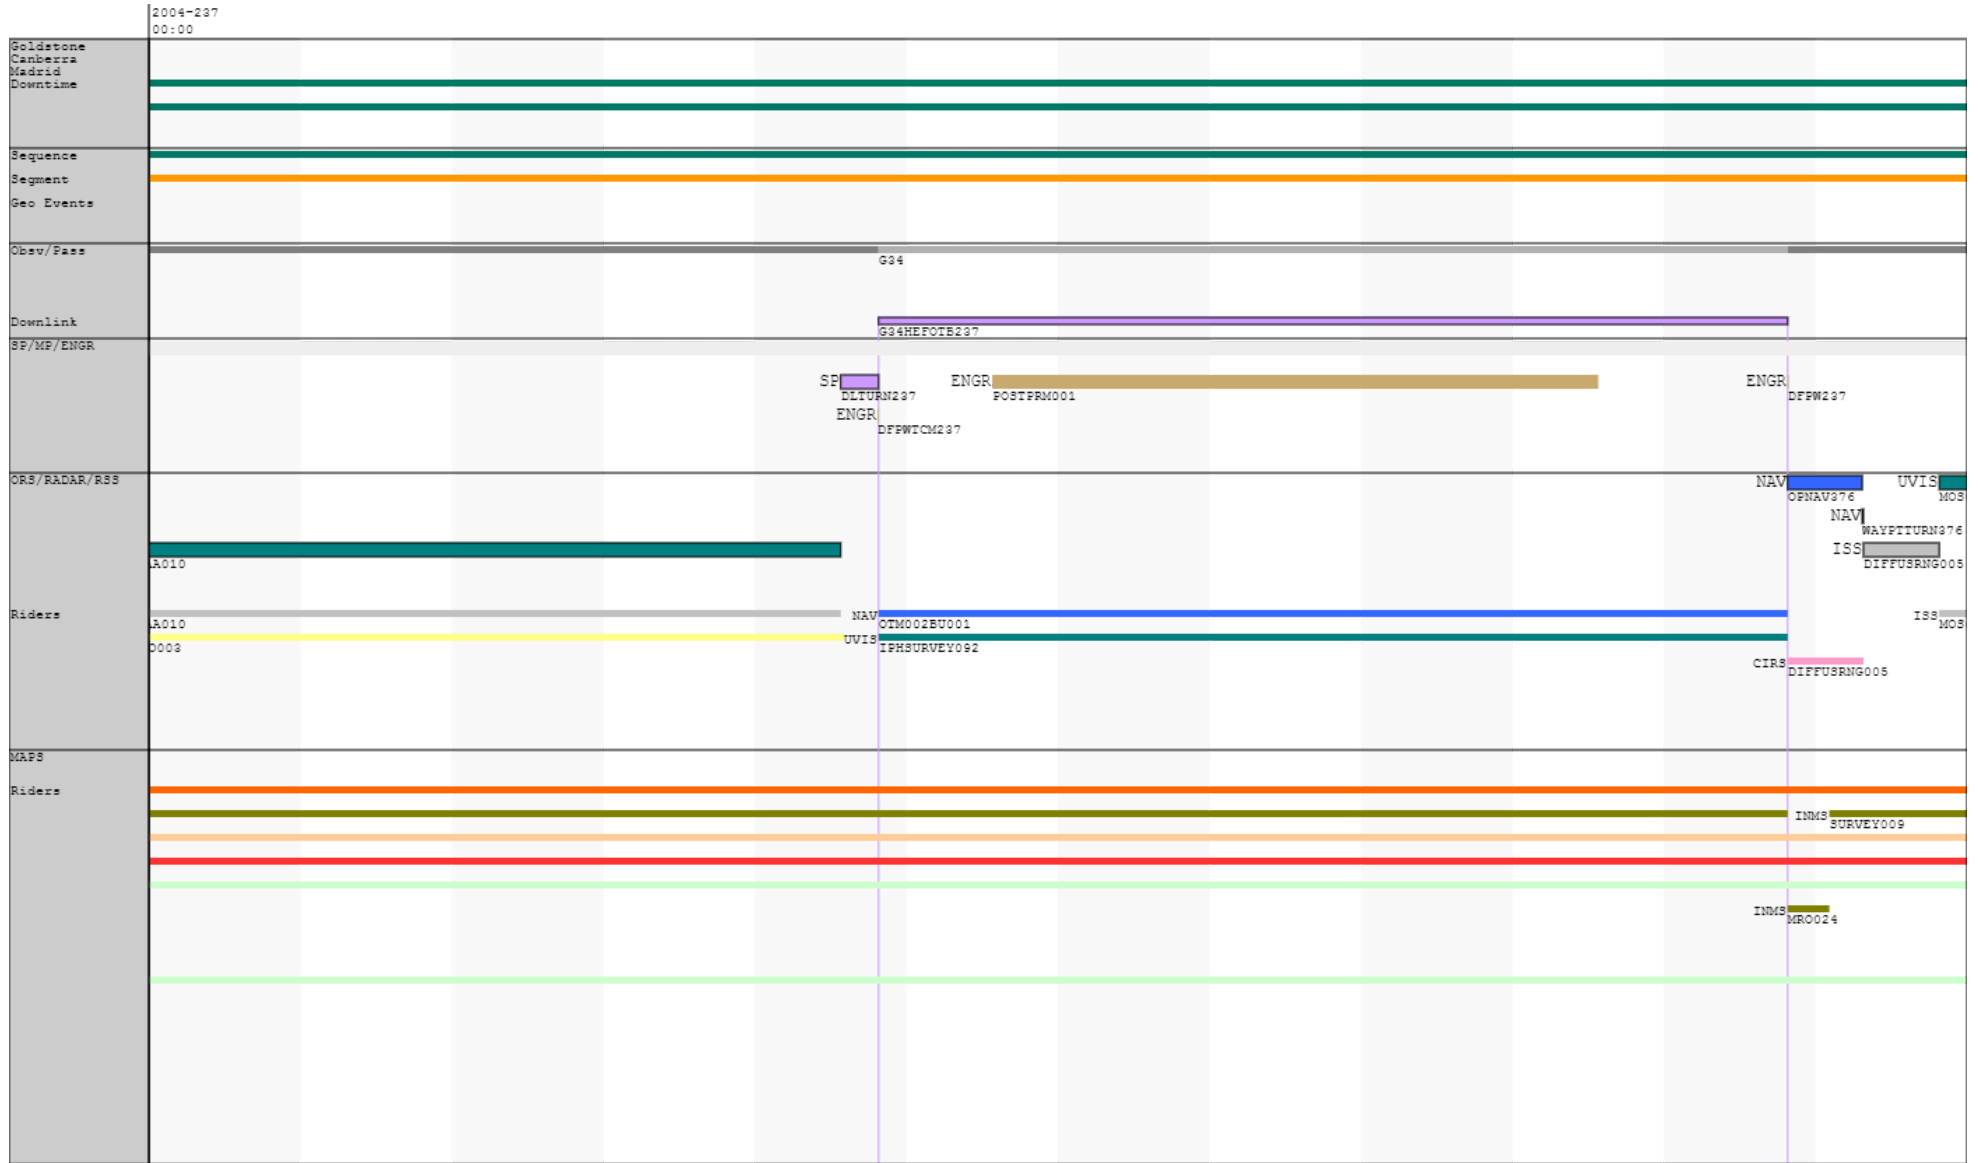 2004-237
00:00
Goldstone
Canberra
Madrid
Downtime
Sequence
Segment
Geo Events
Obsv/Pass
G34
Downlink
G34HEFOTB237
SP/MP/ENGR
SP
ENGR
ENGR
DLTURN237
POSTPRM001
DFPW237
ENGR
DFPWTCM237
ORS/RADAR/RSS
NAV
UVIS
OPNAV376
MOS
NAV
WAYPTTURN376
ISS
A010
DIFFUSRNG005
Riders
NAV
ISS
A010
OTM002BU001
MOS
UVIS
O003
IPHSURVEY092
CIRS
DIFFUSRNG005
MAPS
Riders
INMS
SURVEY009
INMS
MRO024